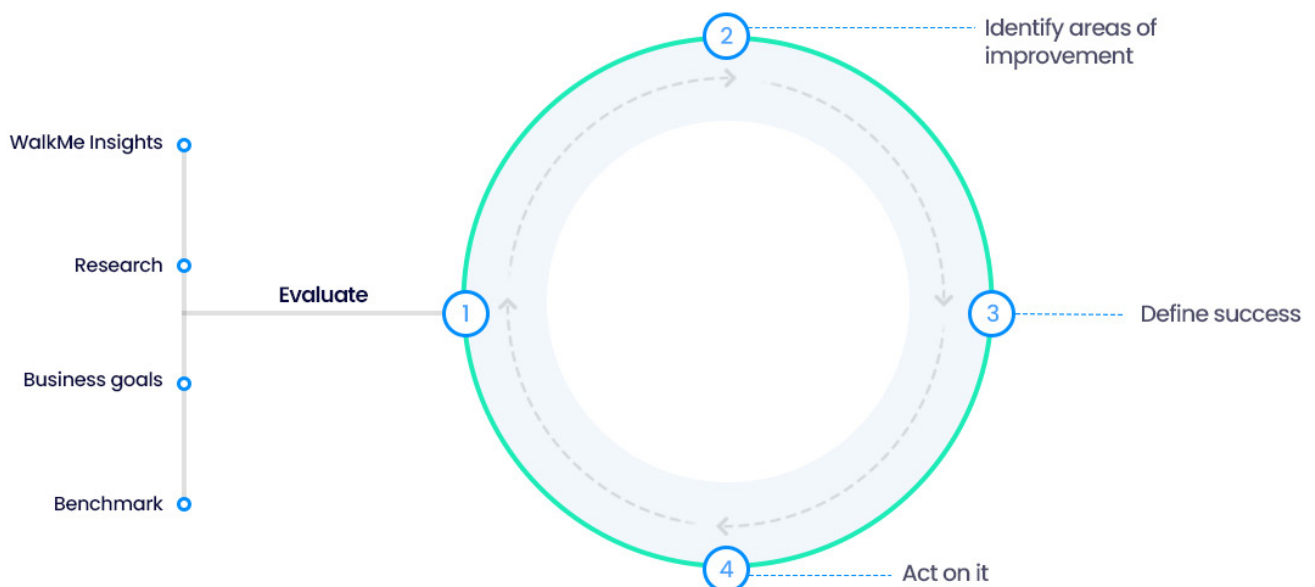 2
Identify areas of
improvement
WalkMe Insights
Research
Evaluate
1
3
Define success
Business goals
Benchmark
4
Act on it